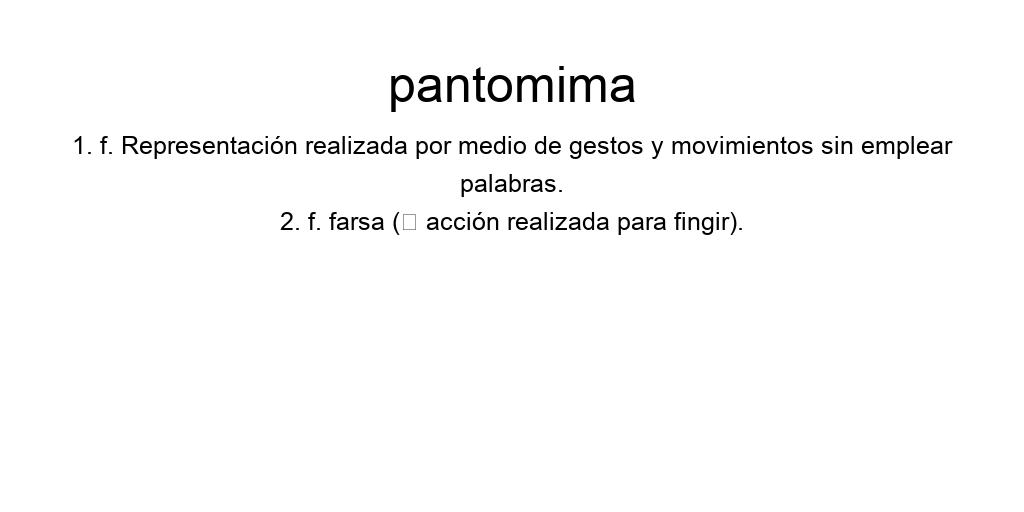 pantomima
1. f. Representación realizada por medio de gestos y movimientos sin emplear
palabras.
2. f. farsa (□ acción realizada para fingir).